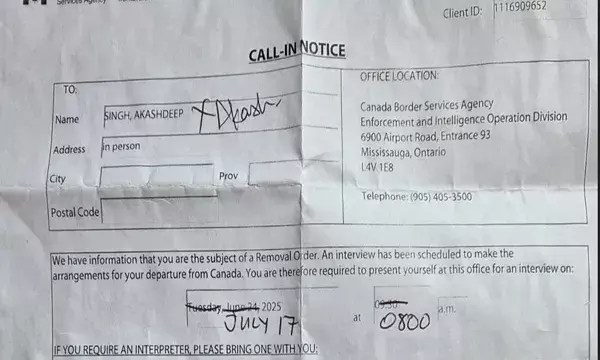 Services Agency
Client ID: 1116909652
CALL-IN NOTICE
TO:
Name SINGH, AKASHDEEP
Address in person
City Prov
Postal Code
OFFICE LOCATION:
Canada Border Services Agency
Enforcement and Intelligence Operation Division
6900 Airport Road, Entrance 93
Mississauga, Ontario
L4V 1E8
Telephone: (905) 405-3500
We have information that you are the subject of a Removal Order. An interview has been scheduled to make the
arrangements for your departure from Canada. You are therefore required to present yourself at this office for an interview on:
Tuesday, June 24, 2025 at 09:30 a.m.
JULY 17 0800
IF YOU REQUIRE AN INTERPRETER, PLEASE BRING ONE WITH YOU: